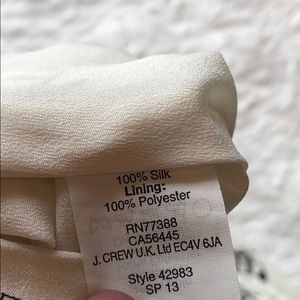 100% Silk
Lining:
100% Polyester
RN77388
CA56445
J. CREW U.K. Ltd EC4V 6JA
Style 42983
SP 13